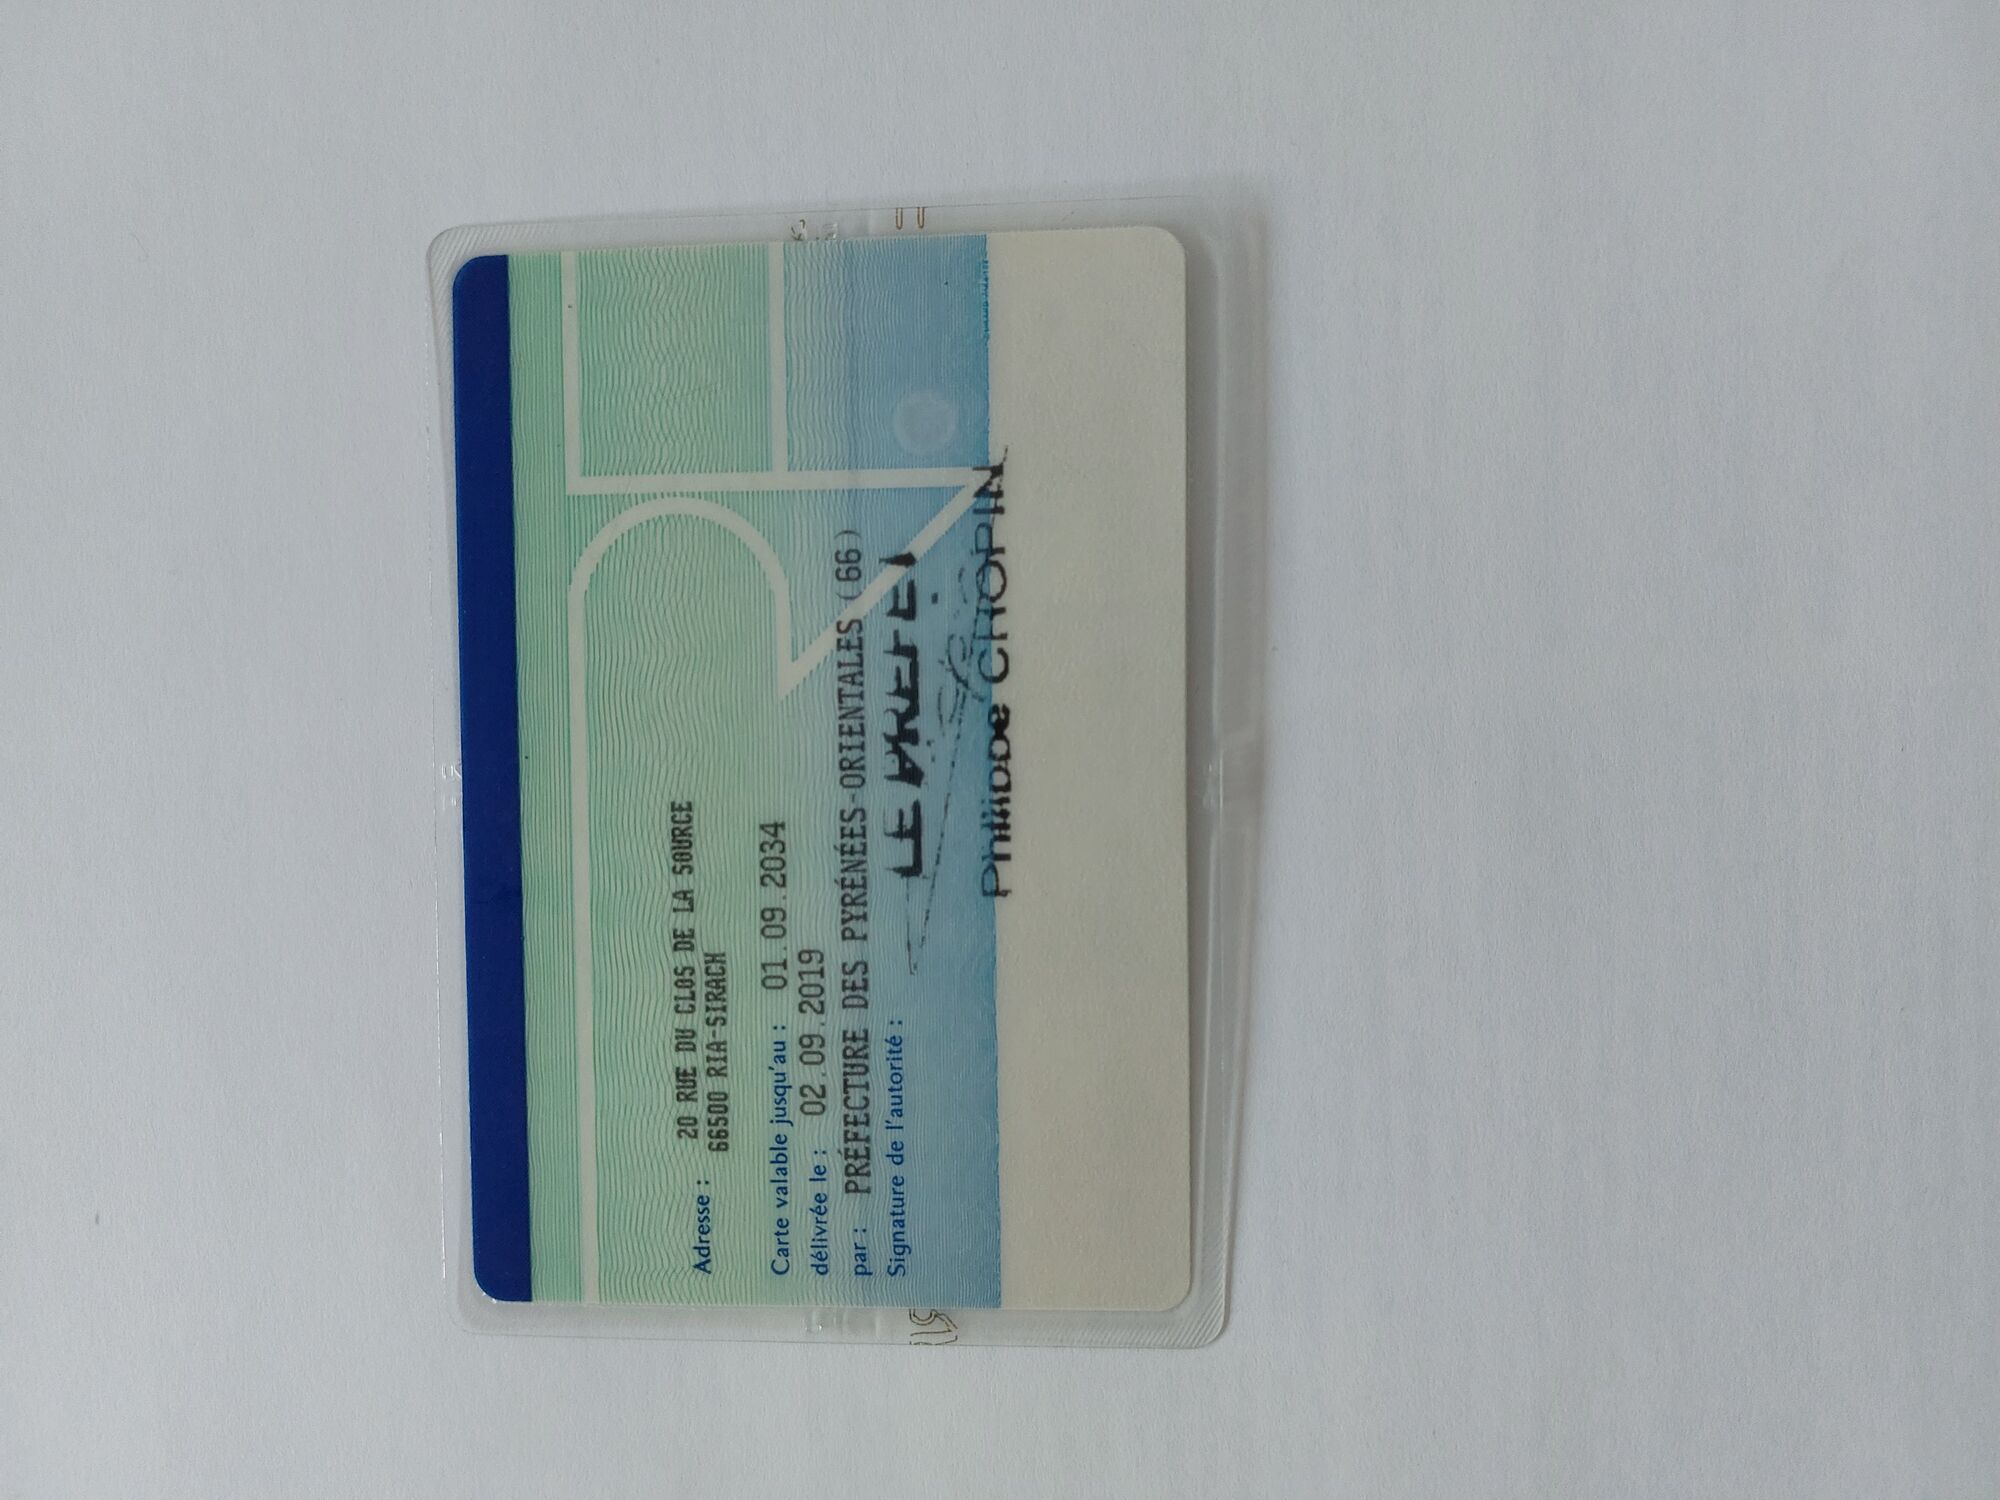 Adresse : 20 RUE DU CLOS DE LA SOURCE
66500 RIA-SIRACH
Carte valable jusqu'au : 01.09.2034
délivrée le : 02.09.2019
par : PRÉFECTURE DES PYRÉNÉES-ORIENTALES (66)
Signature de l'autorité :
LE PRÉFET
Philippe CHOPIN